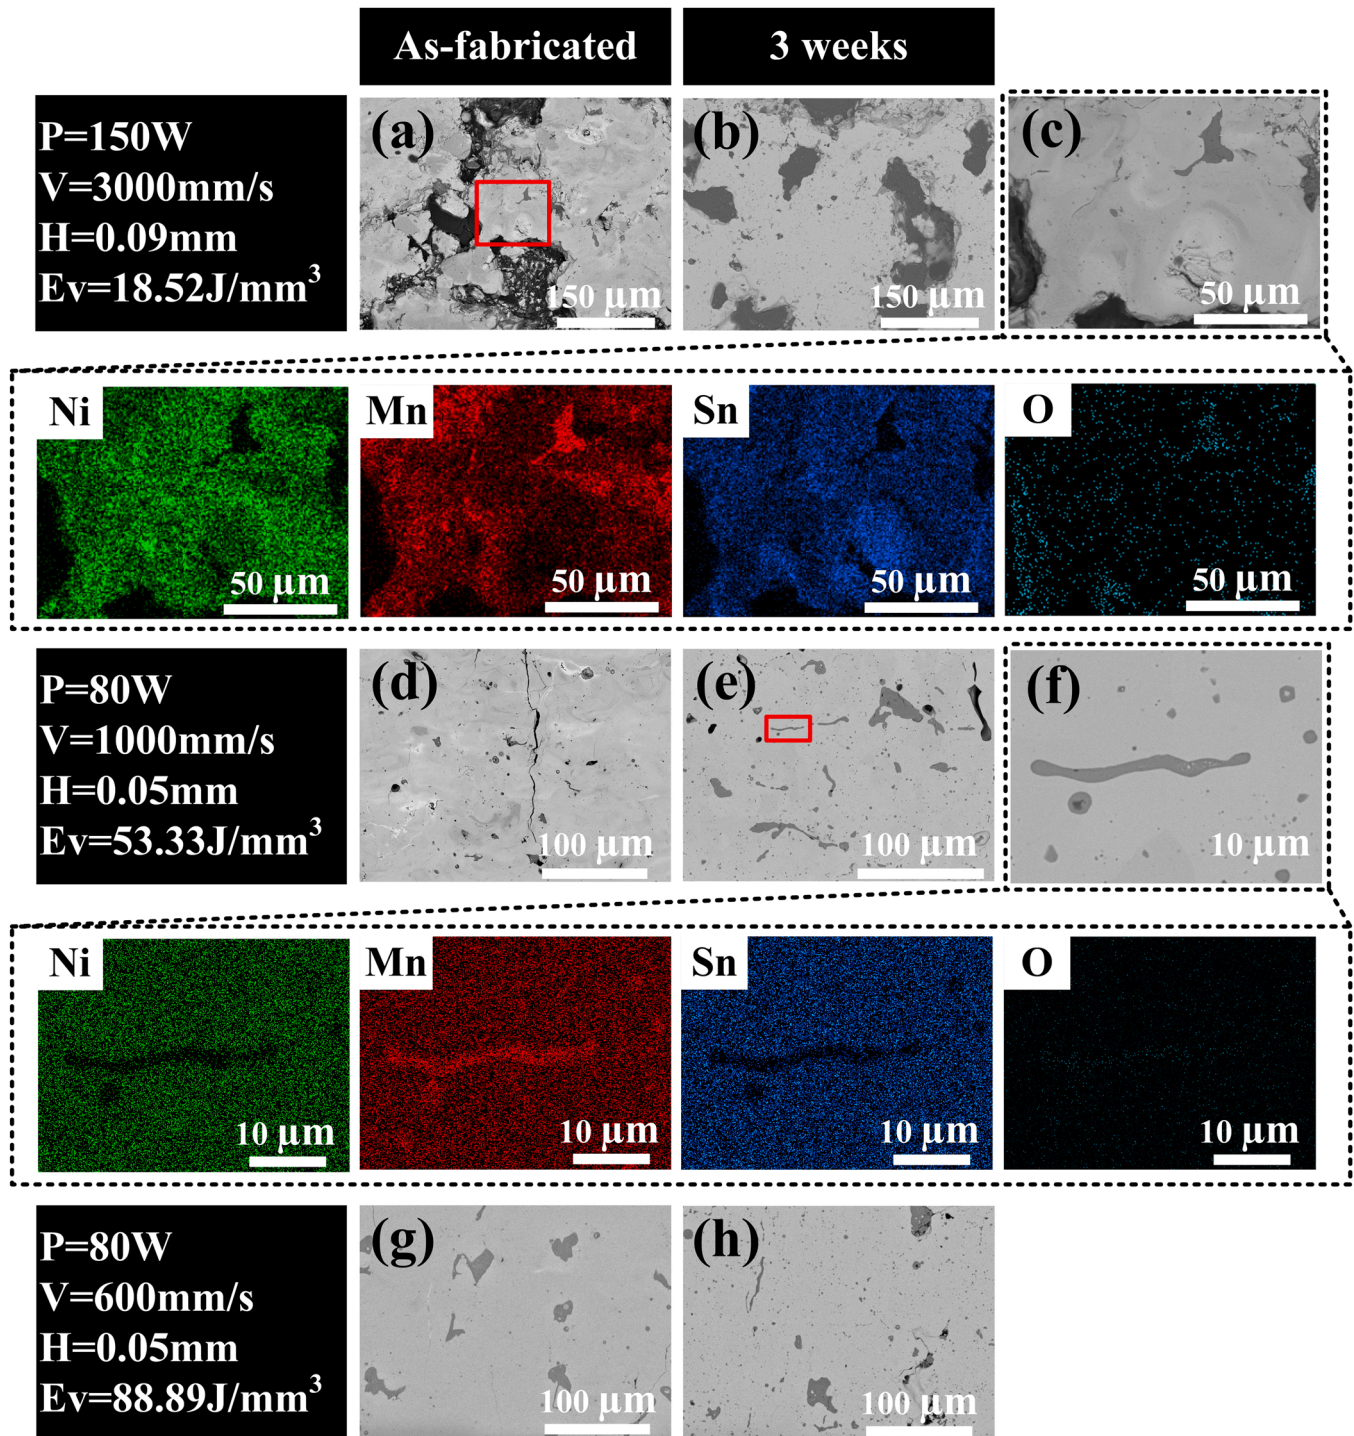 As-fabricated
3 weeks
P=150W
V=3000mm/s
H=0.09mm
Ev=18.52J/mm³
(a)
150 μm
(b)
150 μm
(c)
50 μm
Ni
50 μm
Mn
50 μm
Sn
50 μm
O
50 μm
P=80W
V=1000mm/s
H=0.05mm
Ev=53.33J/mm³
(d)
100 μm
(e)
100 μm
(f)
10 μm
Ni
10 μm
Mn
10 μm
Sn
10 μm
O
10 μm
P=80W
V=600mm/s
H=0.05mm
Ev=88.89J/mm³
(g)
100 μm
(h)
100 μm